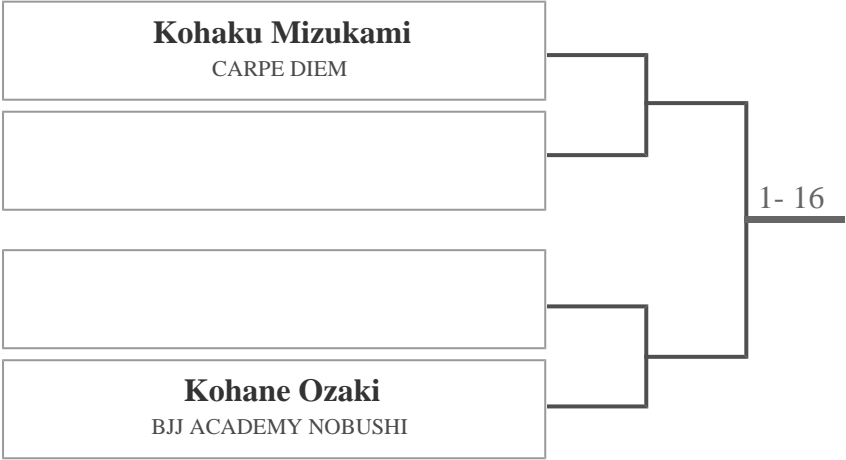 Kohaku Mizukami
CARPE DIEM
1- 16
Kohane Ozaki
BJJ ACADEMY NOBUSHI